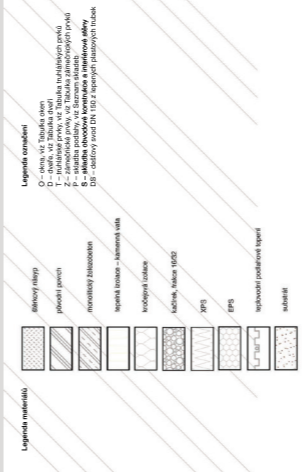 Legenda materiálů
štěrkový násyp
původní povrch
monolitický železobeton
tepelná izolace – kamenná vata
kročejová izolace
kačírek, frakce 16/32
XPS
EPS
teplovodní podlahové topení
substrát
Legenda označení
O – okna, viz Tabulka oken
D – dveře, viz Tabulka dveří
T – truhlářské prvky, viz Tabulka truhlářských prvků
Z – zámečnické prvky, viz Tabulka zámečnických prvků
P – skladba podlahy, viz Seznam skladeb
S – skladba obvodové konstrukce a interiérové stěny
DS – dešťový svod DN 150 z lepených plastových trubek